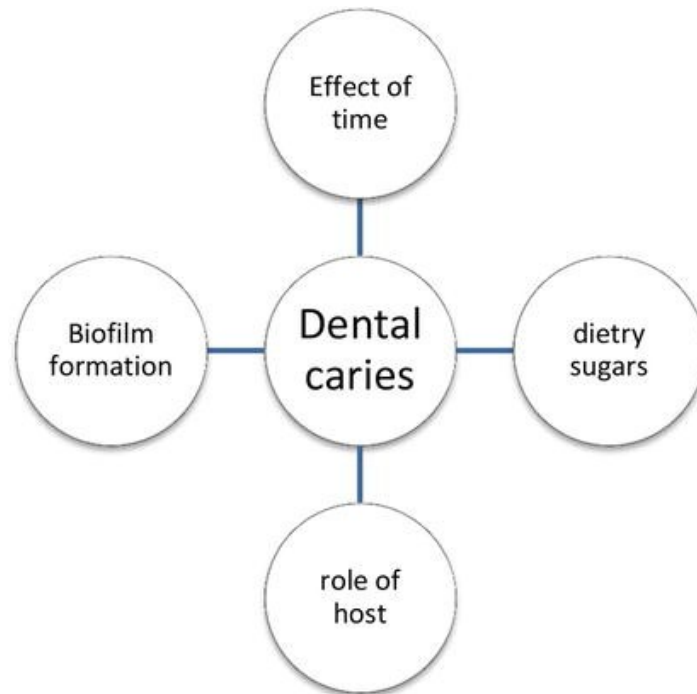 Effect of
time
Biofilm
formation
Dental
caries
dietry
sugars
role of
host